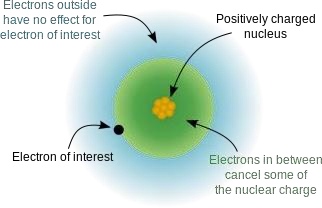 Electrons outside
have no effect for
electron of interest
Positively charged
nucleus
Electron of interest
Electrons in between
cancel some of
the nuclear charge